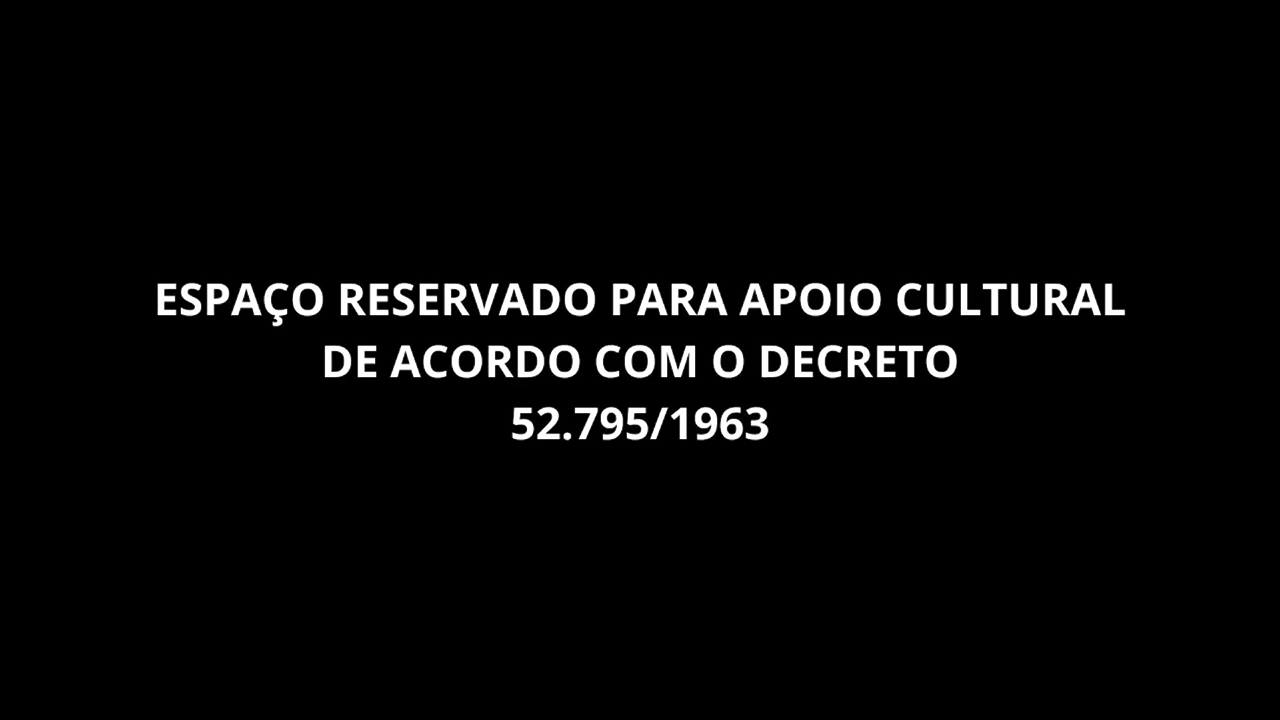 ESPAÇO RESERVADO PARA APOIO CULTURAL
DE ACORDO COM O DECRETO
52.795/1963